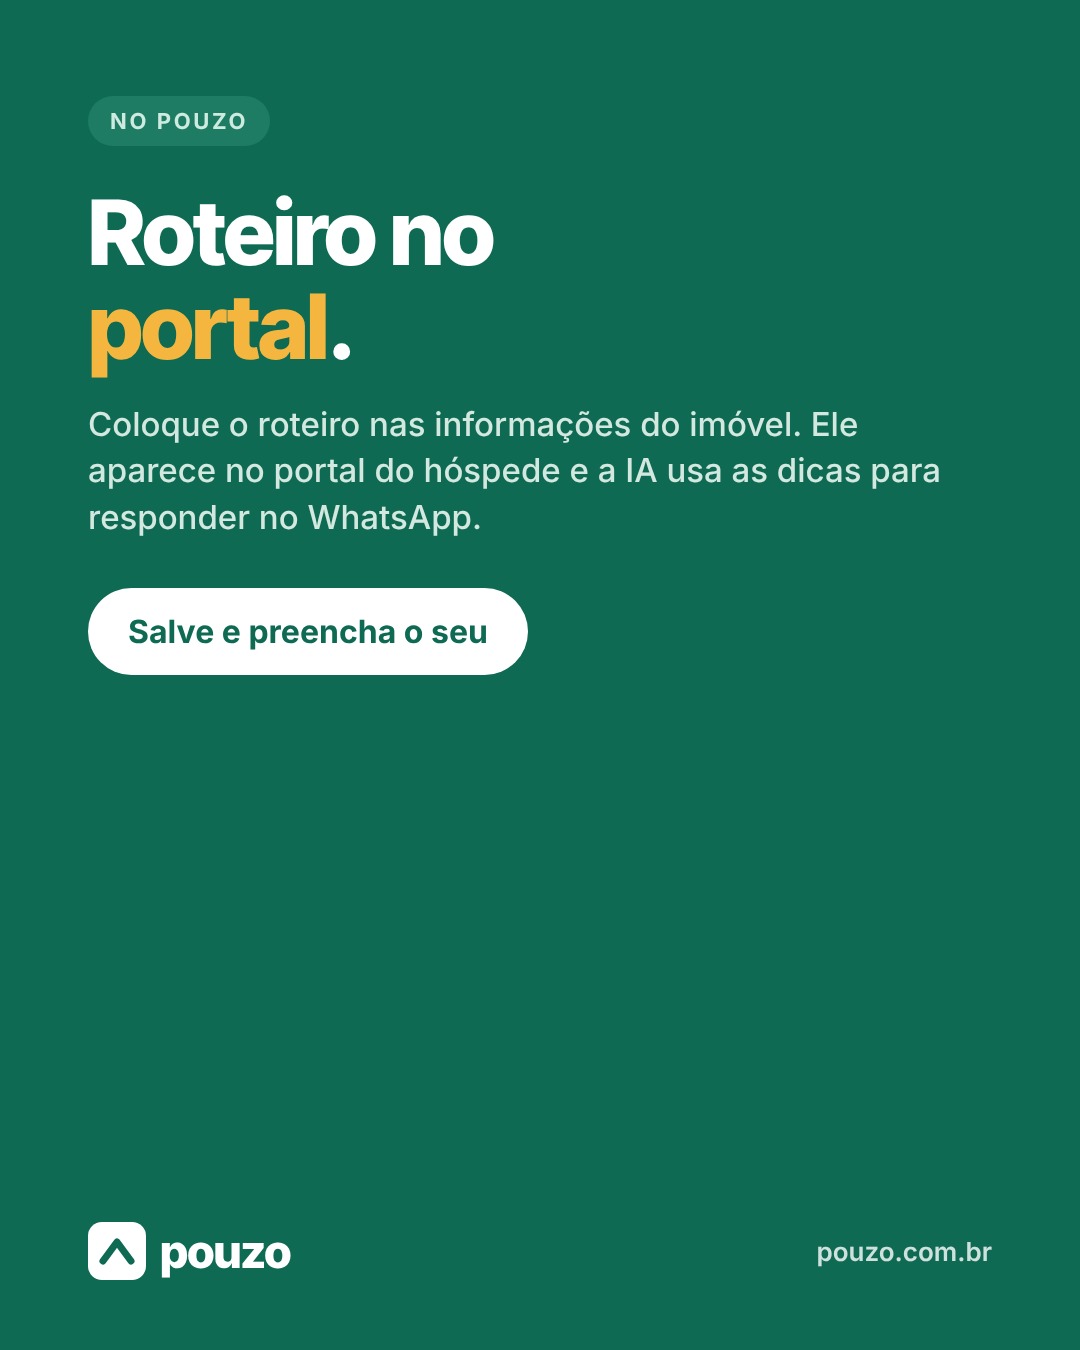 NO POUZO
Roteiro no
portal.
Coloque o roteiro nas informações do imóvel. Ele
aparece no portal do hóspede e a IA usa as dicas para
responder no WhatsApp.
Salve e preencha o seu
pouzo
pouzo.com.br